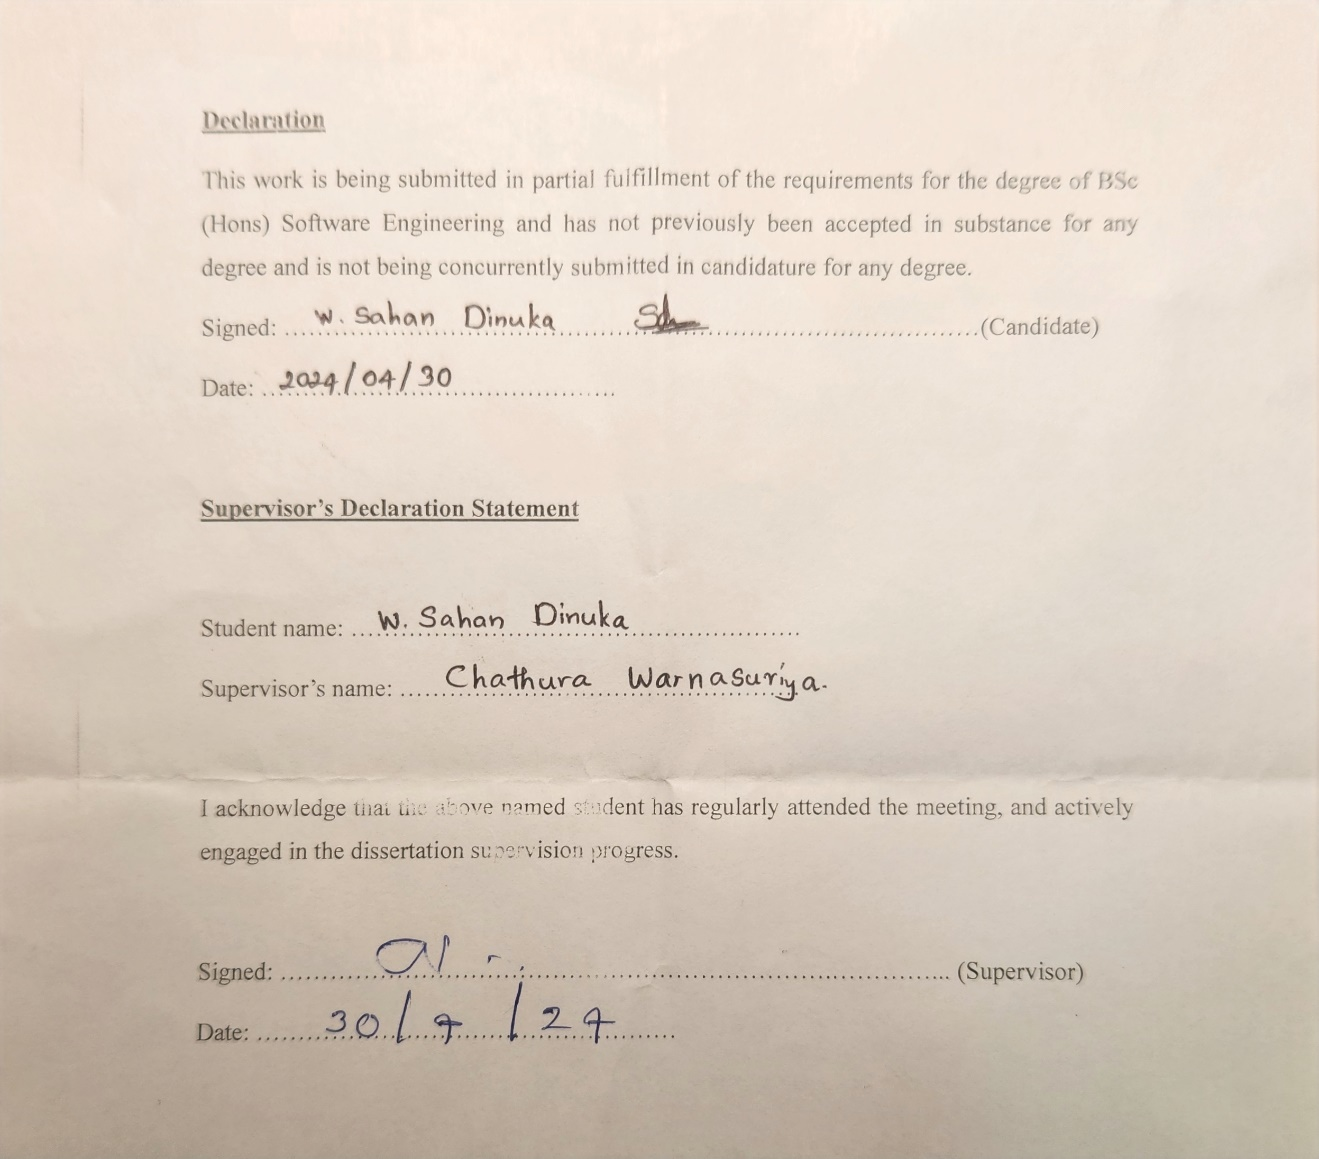 Declaration
This work is being submitted in partial fulfillment of the requirements for the degree of BSc
(Hons) Software Engineering and has not previously been accepted in substance for any
degree and is not being concurrently submitted in candidature for any degree.
Signed: W. Sahan Dinuka (Candidate)
Date: 2024/04/30
Supervisor's Declaration Statement
Student name: W. Sahan Dinuka
Supervisor's name: Chathura Warnasuriya.
I acknowledge that the above named student has regularly attended the meeting, and actively
engaged in the dissertation supervision progress.
Signed: (Supervisor)
Date: 30/4/24